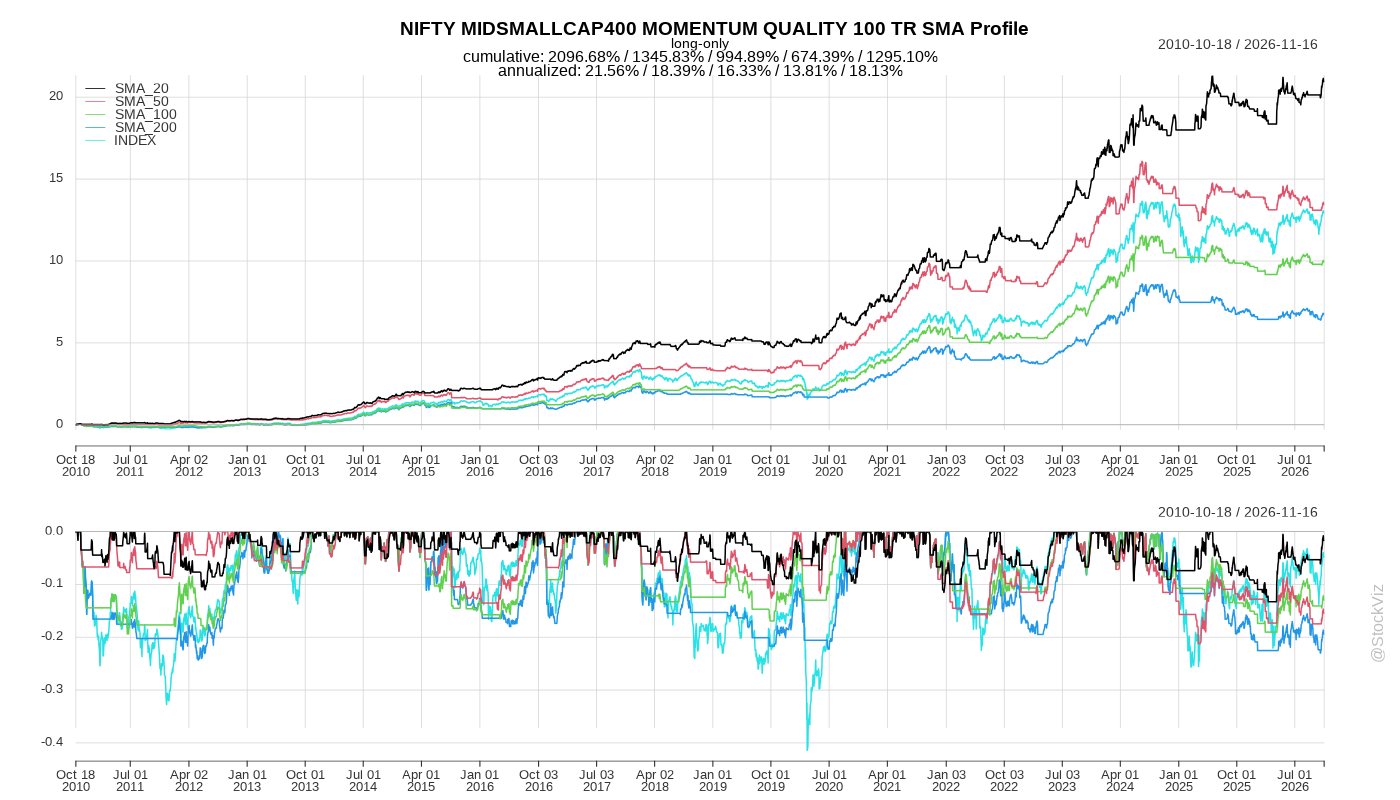 NIFTY MIDSMALLCAP400 MOMENTUM QUALITY 100 TR SMA Profile
long-only
2010-10-18 / 2026-11-16
cumulative: 2096.68% / 1345.83% / 994.89% / 674.39% / 1295.10%
annualized: 21.56% / 18.39% / 16.33% / 13.81% / 18.13%
SMA_20
SMA_50
SMA_100
SMA_200
INDEX
20
15
10
5
0
Oct 18 Jul 01 Apr 02 Jan 01 Oct 01 Jul 01 Apr 01 Jan 01 Oct 03 Jul 03 Apr 02 Jan 01 Oct 01 Jul 01 Apr 01 Jan 03 Oct 03 Jul 03 Apr 01 Jan 01 Oct 01 Jul 01
2010 2011 2012 2013 2013 2014 2015 2016 2016 2017 2018 2019 2019 2020 2021 2022 2022 2023 2024 2025 2025 2026
2010-10-18 / 2026-11-16
0.0
-0.1
-0.2
-0.3
-0.4
Oct 18 Jul 01 Apr 02 Jan 01 Oct 01 Jul 01 Apr 01 Jan 01 Oct 03 Jul 03 Apr 02 Jan 01 Oct 01 Jul 01 Apr 01 Jan 03 Oct 03 Jul 03 Apr 01 Jan 01 Oct 01 Jul 01
2010 2011 2012 2013 2013 2014 2015 2016 2016 2017 2018 2019 2019 2020 2021 2022 2022 2023 2024 2025 2025 2026
@StockViz